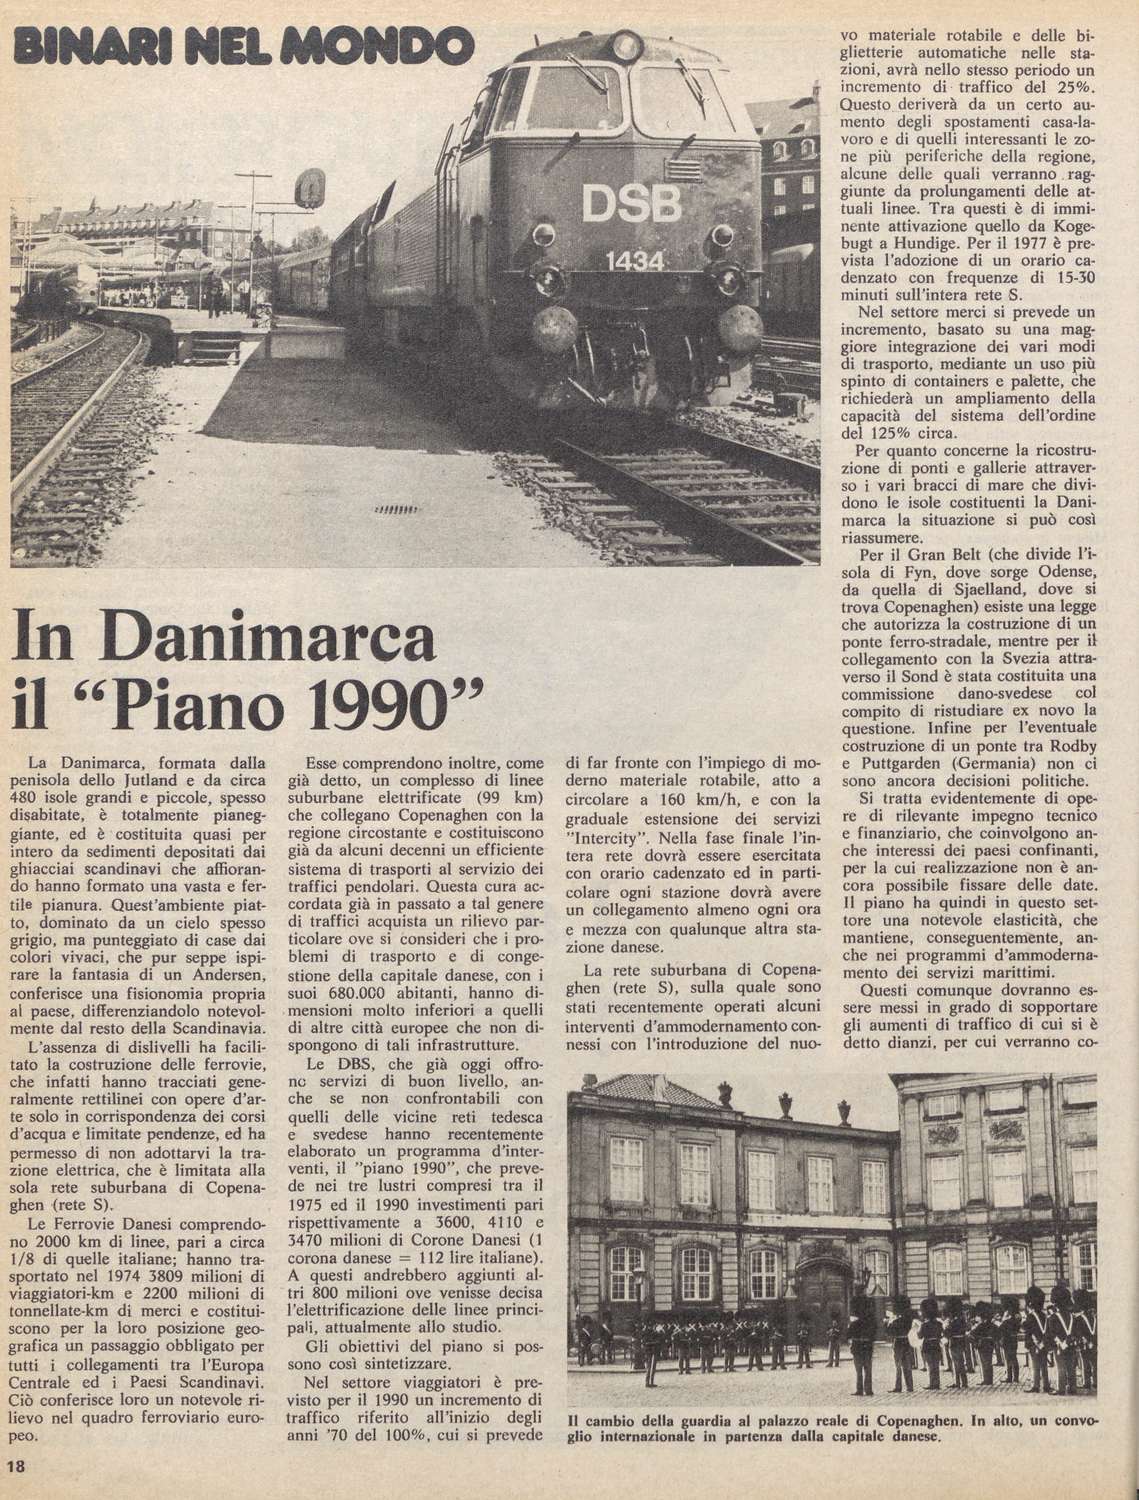 BINARI NEL MONDO
DSB
1434
In Danimarca
il “Piano 1990”
La Danimarca, formata dalla
penisola dello Jutland e da circa
480 isole grandi e piccole, spesso
disabitate, è totalmente pianeg-
giante, ed è costituita quasi per
intero da sedimenti depositati dai
ghiacciai scandinavi che affioran-
do hanno formato una vasta e fer-
tile pianura. Quest'ambiente piat-
to, dominato da un cielo spesso
grigio, ma punteggiato di case dai
colori vivaci, che pur seppe ispi-
rare la fantasia di un Andersen,
conferisce una fisionomia propria
al paese, differenziandolo notevol-
mente dal resto della Scandinavia.
L'assenza di dislivelli ha facili-
tato la costruzione delle ferrovie,
che infatti hanno tracciati gene-
ralmente rettilinei con opere d'ar-
te solo in corrispondenza dei corsi
d'acqua e limitate pendenze, ed ha
permesso di non adottarvi la tra-
zione elettrica, che è limitata alla
sola rete suburbana di Copena-
ghen (rete S).
Le Ferrovie Danesi comprendo-
no 2000 km di linee, pari a circa
1/8 di quelle italiane; hanno tra-
sportato nel 1974 3809 milioni di
viaggiatori-km e 2200 milioni di
tonnellate-km di merci e costitui-
scono per la loro posizione geo-
grafica un passaggio obbligato per
tutti i collegamenti tra l'Europa
Centrale ed i Paesi Scandinavi.
Ciò conferisce loro un notevole ri-
lievo nel quadro ferroviario euro-
peo.
Esse comprendono inoltre, come
già detto, un complesso di linee
suburbane elettrificate (99 km)
che collegano Copenaghen con la
regione circostante e costituiscono
già da alcuni decenni un efficiente
sistema di trasporti al servizio dei
traffici pendolari. Questa cura ac-
cordata già in passato a tal genere
di traffici acquista un rilievo par-
ticolare ove si consideri che i pro-
blemi di trasporto e di conge-
stione della capitale danese, con i
suoi 680.000 abitanti, hanno di-
mensioni molto inferiori a quelli
di altre città europee che non di-
spongono di tali infrastrutture.
Le DBS, che già oggi offro-
no servizi di buon livello, an-
che se non confrontabili con
quelli delle vicine reti tedesca
e svedese hanno recentemente
elaborato un programma d'inter-
venti, il "piano 1990", che preve-
de nei tre lustri compresi tra il
1975 ed il 1990 investimenti pari
rispettivamente a 3600, 4110 e
3470 milioni di Corone Danesi (1
corona danese = 112 lire italiane).
A questi andrebbero aggiunti al-
tri 800 milioni ove venisse decisa
l'elettrificazione delle linee princi-
pali, attualmente allo studio.
Gli obiettivi del piano si pos-
sono così sintetizzare.
Nel settore viaggiatori è pre-
visto per il 1990 un incremento di
traffico riferito all'inizio degli
anni '70 del 100%, cui si prevede
di far fronte con l'impiego di mo-
derno materiale rotabile, atto a
circolare a 160 km/h, e con la
graduale estensione dei servizi
"Intercity". Nella fase finale l'in-
tera rete dovrà essere esercitata
con orario cadenzato ed in parti-
colare ogni stazione dovrà avere
un collegamento almeno ogni ora
e mezza con qualunque altra sta-
zione danese.
La rete suburbana di Copena-
ghen (rete S), sulla quale sono
stati recentemente operati alcuni
interventi d'ammodernamento con-
nessi con l'introduzione del nuo-
vo materiale rotabile e delle bi-
glietterie automatiche nelle sta-
zioni, avrà nello stesso periodo un
incremento di traffico del 25%.
Questo deriverà da un certo au-
mento degli spostamenti casa-la-
voro e di quelli interessanti le zo-
ne più periferiche della regione,
alcune delle quali verranno rag-
giunte da prolungamenti delle at-
tuali linee. Tra questi è di immi-
nente attivazione quello da Koge-
bugt a Hundige. Per il 1977 è pre-
vista l'adozione di un orario ca-
denzato con frequenze di 15-30
minuti sull'intera rete S.
Nel settore merci si prevede un
incremento, basato su una mag-
giore integrazione dei vari modi
di trasporto, mediante un uso più
spinto di containers e palette, che
richiederà un ampliamento della
capacità del sistema dell'ordine
del 125% circa.
Per quanto concerne la ricostru-
zione di ponti e gallerie attraver-
so i vari bracci di mare che divi-
dono le isole costituenti la Dani-
marca la situazione si può così
riassumere.
Per il Gran Belt (che divide l'i-
sola di Fyn, dove sorge Odense,
da quella di Sjaelland, dove si
trova Copenaghen) esiste una legge
che autorizza la costruzione di un
ponte ferro-stradale, mentre per il
collegamento con la Svezia attra-
verso il Sond è stata costituita una
commissione dano-svedese col
compito di ristudiare ex novo la
questione. Infine per l'eventuale
costruzione di un ponte tra Rodby
e Puttgarden (Germania) non ci
sono ancora decisioni politiche.
Si tratta evidentemente di ope-
re di rilevante impegno tecnico
e finanziario, che coinvolgono an-
che interessi dei paesi confinanti,
per la cui realizzazione non è an-
cora possibile fissare delle date.
Il piano ha quindi in questo set-
tore una notevole elasticità, che
mantiene, conseguentemente, an-
che nei programmi d'ammoderna-
mento dei servizi marittimi.
Questi comunque dovranno es-
sere messi in grado di sopportare
gli aumenti di traffico di cui si è
detto dianzi, per cui verranno co-
Il cambio della guardia al palazzo reale di Copenaghen. In alto, un convo-
glio internazionale in partenza dalla capitale danese.
18